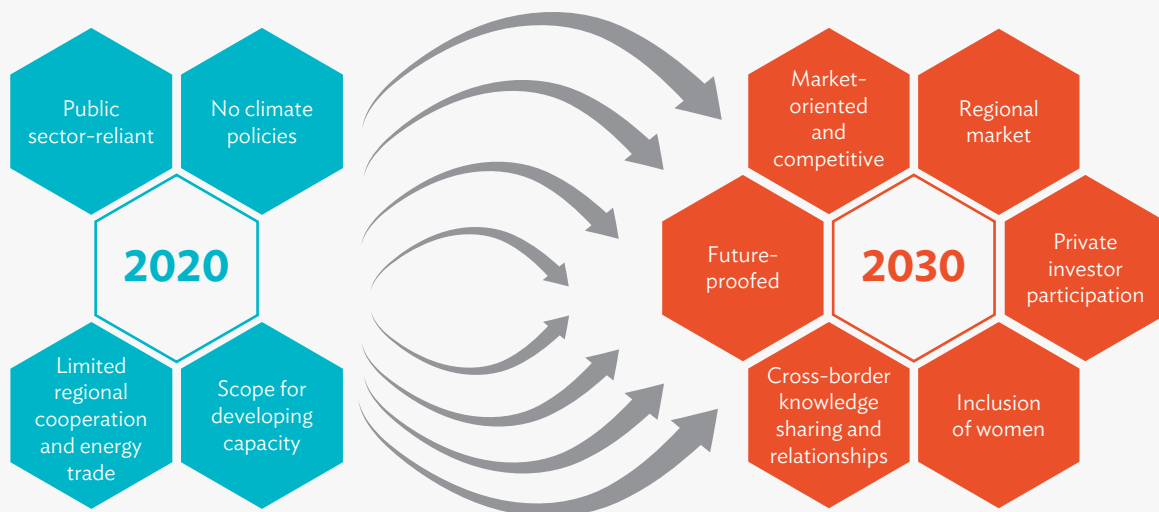 Public
sector-reliant
No climate
policies
2020
Limited
regional
cooperation
and energy
trade
Scope for
developing
capacity
Market-
oriented
and
competitive
Regional
market
Future-
proofed
2030
Private
investor
participation
Cross-border
knowledge
sharing and
relationships
Inclusion
of women